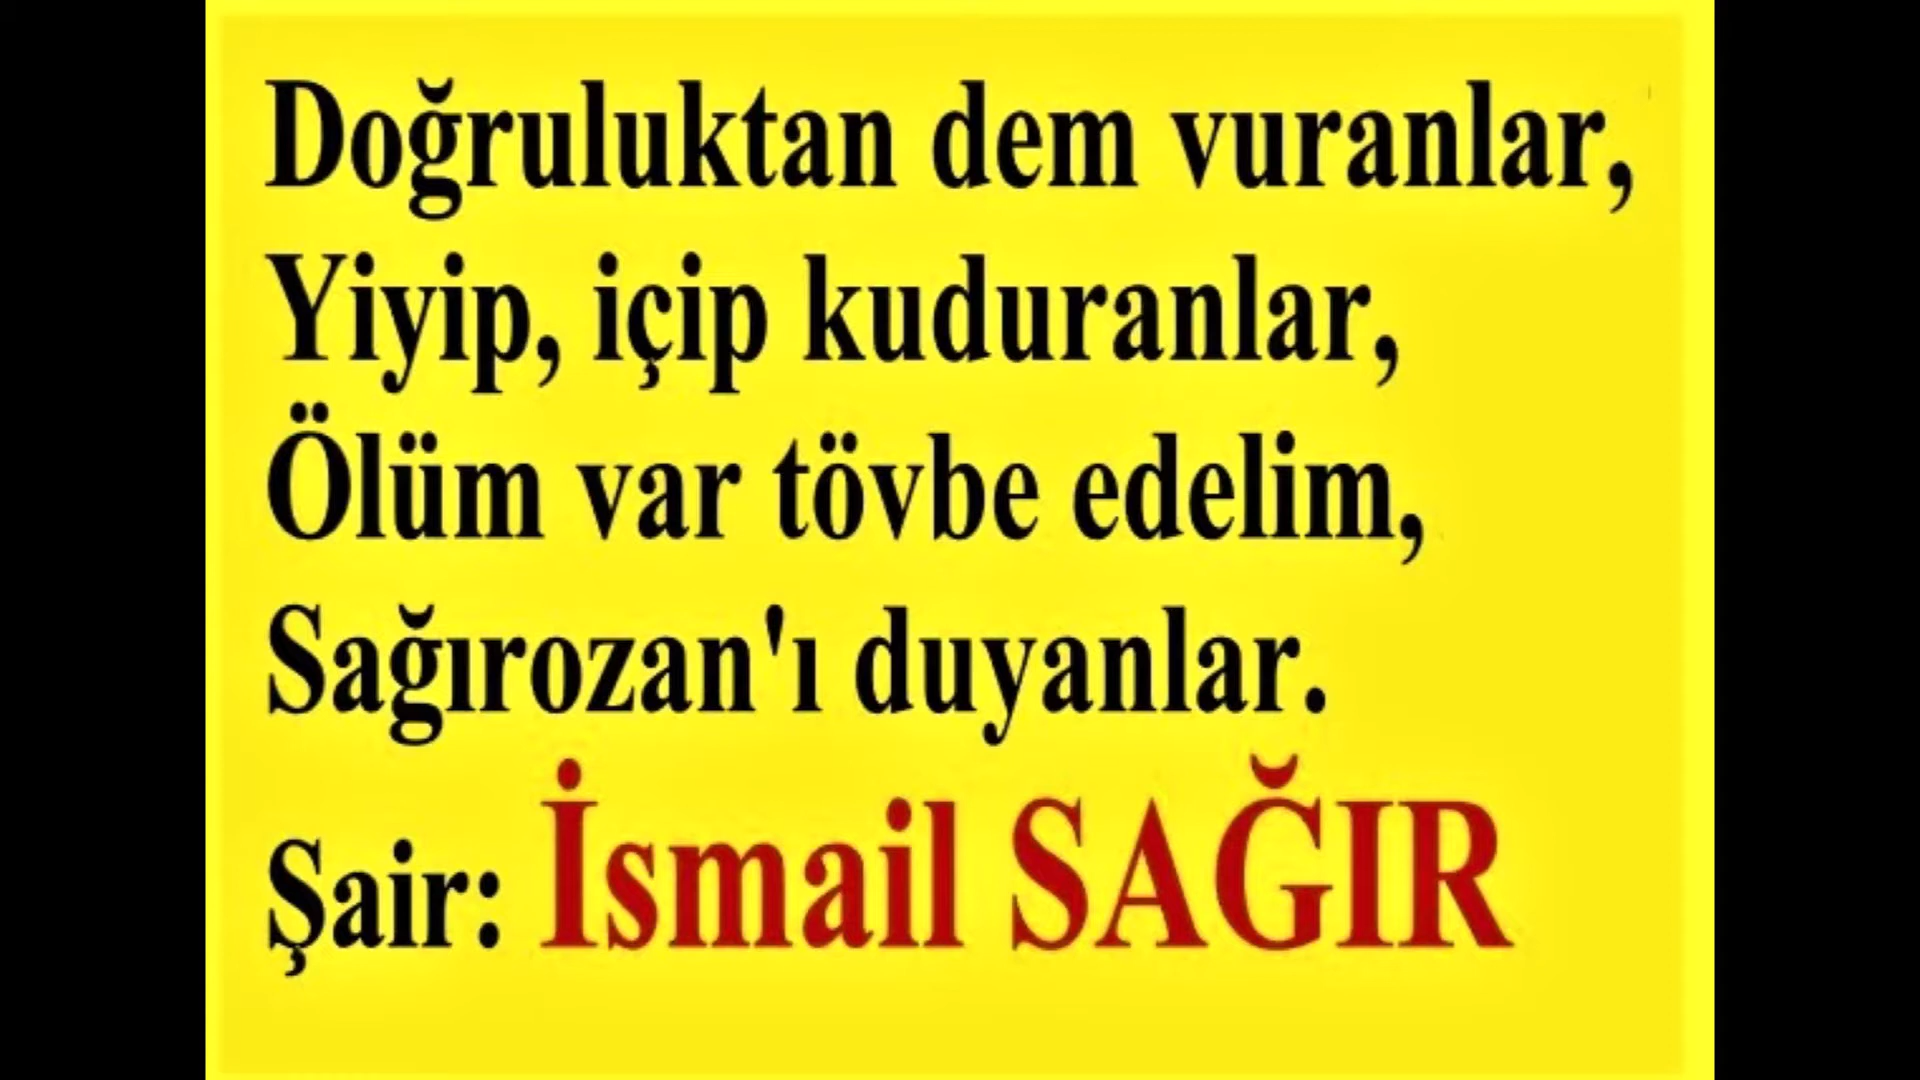 Doğruluktan dem vuranlar,
Yiyip, içip kuduranlar,
Ölüm var tövbe edelim,
Sağırozan'ı duyanlar.
Şair: İsmail SAĞIR